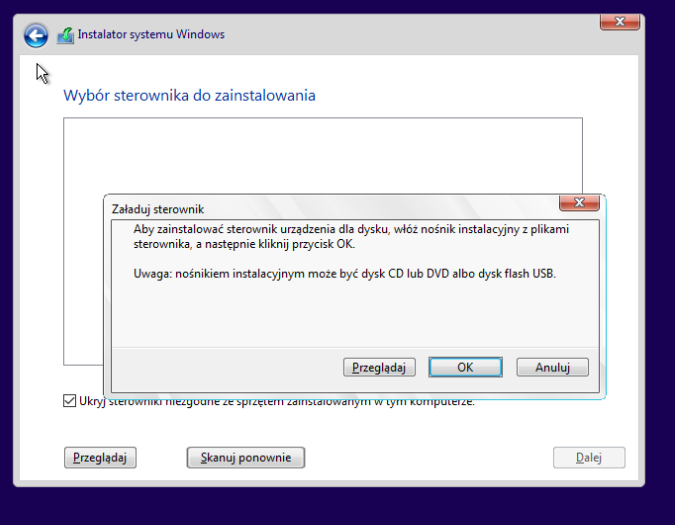 Instalator systemu Windows
Wybór sterownika do zainstalowania
Załaduj sterownik
Aby zainstalować sterownik urządzenia dla dysku, włóż nośnik instalacyjny z plikami
sterownika, a następnie kliknij przycisk OK.
Uwaga: nośnikiem instalacyjnym może być dysk CD lub DVD albo dysk flash USB.
Przeglądaj
OK
Anuluj
Ukryj sterowniki niezgodne ze sprzętem zainstalowanym w tym komputerze.
Przeglądaj
Skanuj ponownie
Dalej